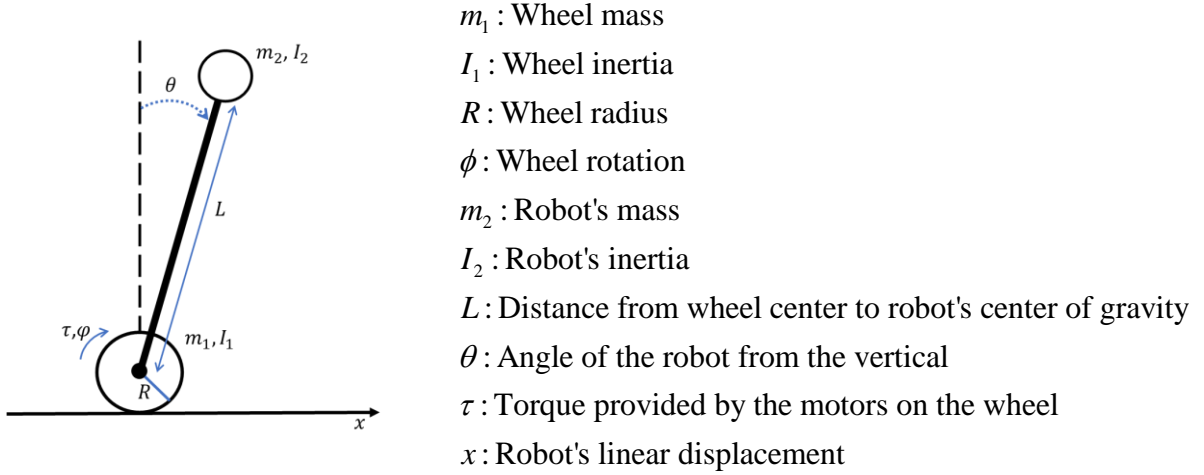 m₂, I₂
θ
L
τ,φ
m₁, I₁
R
x
m₁ : Wheel mass
I₁ : Wheel inertia
R : Wheel radius
ϕ : Wheel rotation
m₂ : Robot's mass
I₂ : Robot's inertia
L : Distance from wheel center to robot's center of gravity
θ : Angle of the robot from the vertical
τ : Torque provided by the motors on the wheel
x : Robot's linear displacement